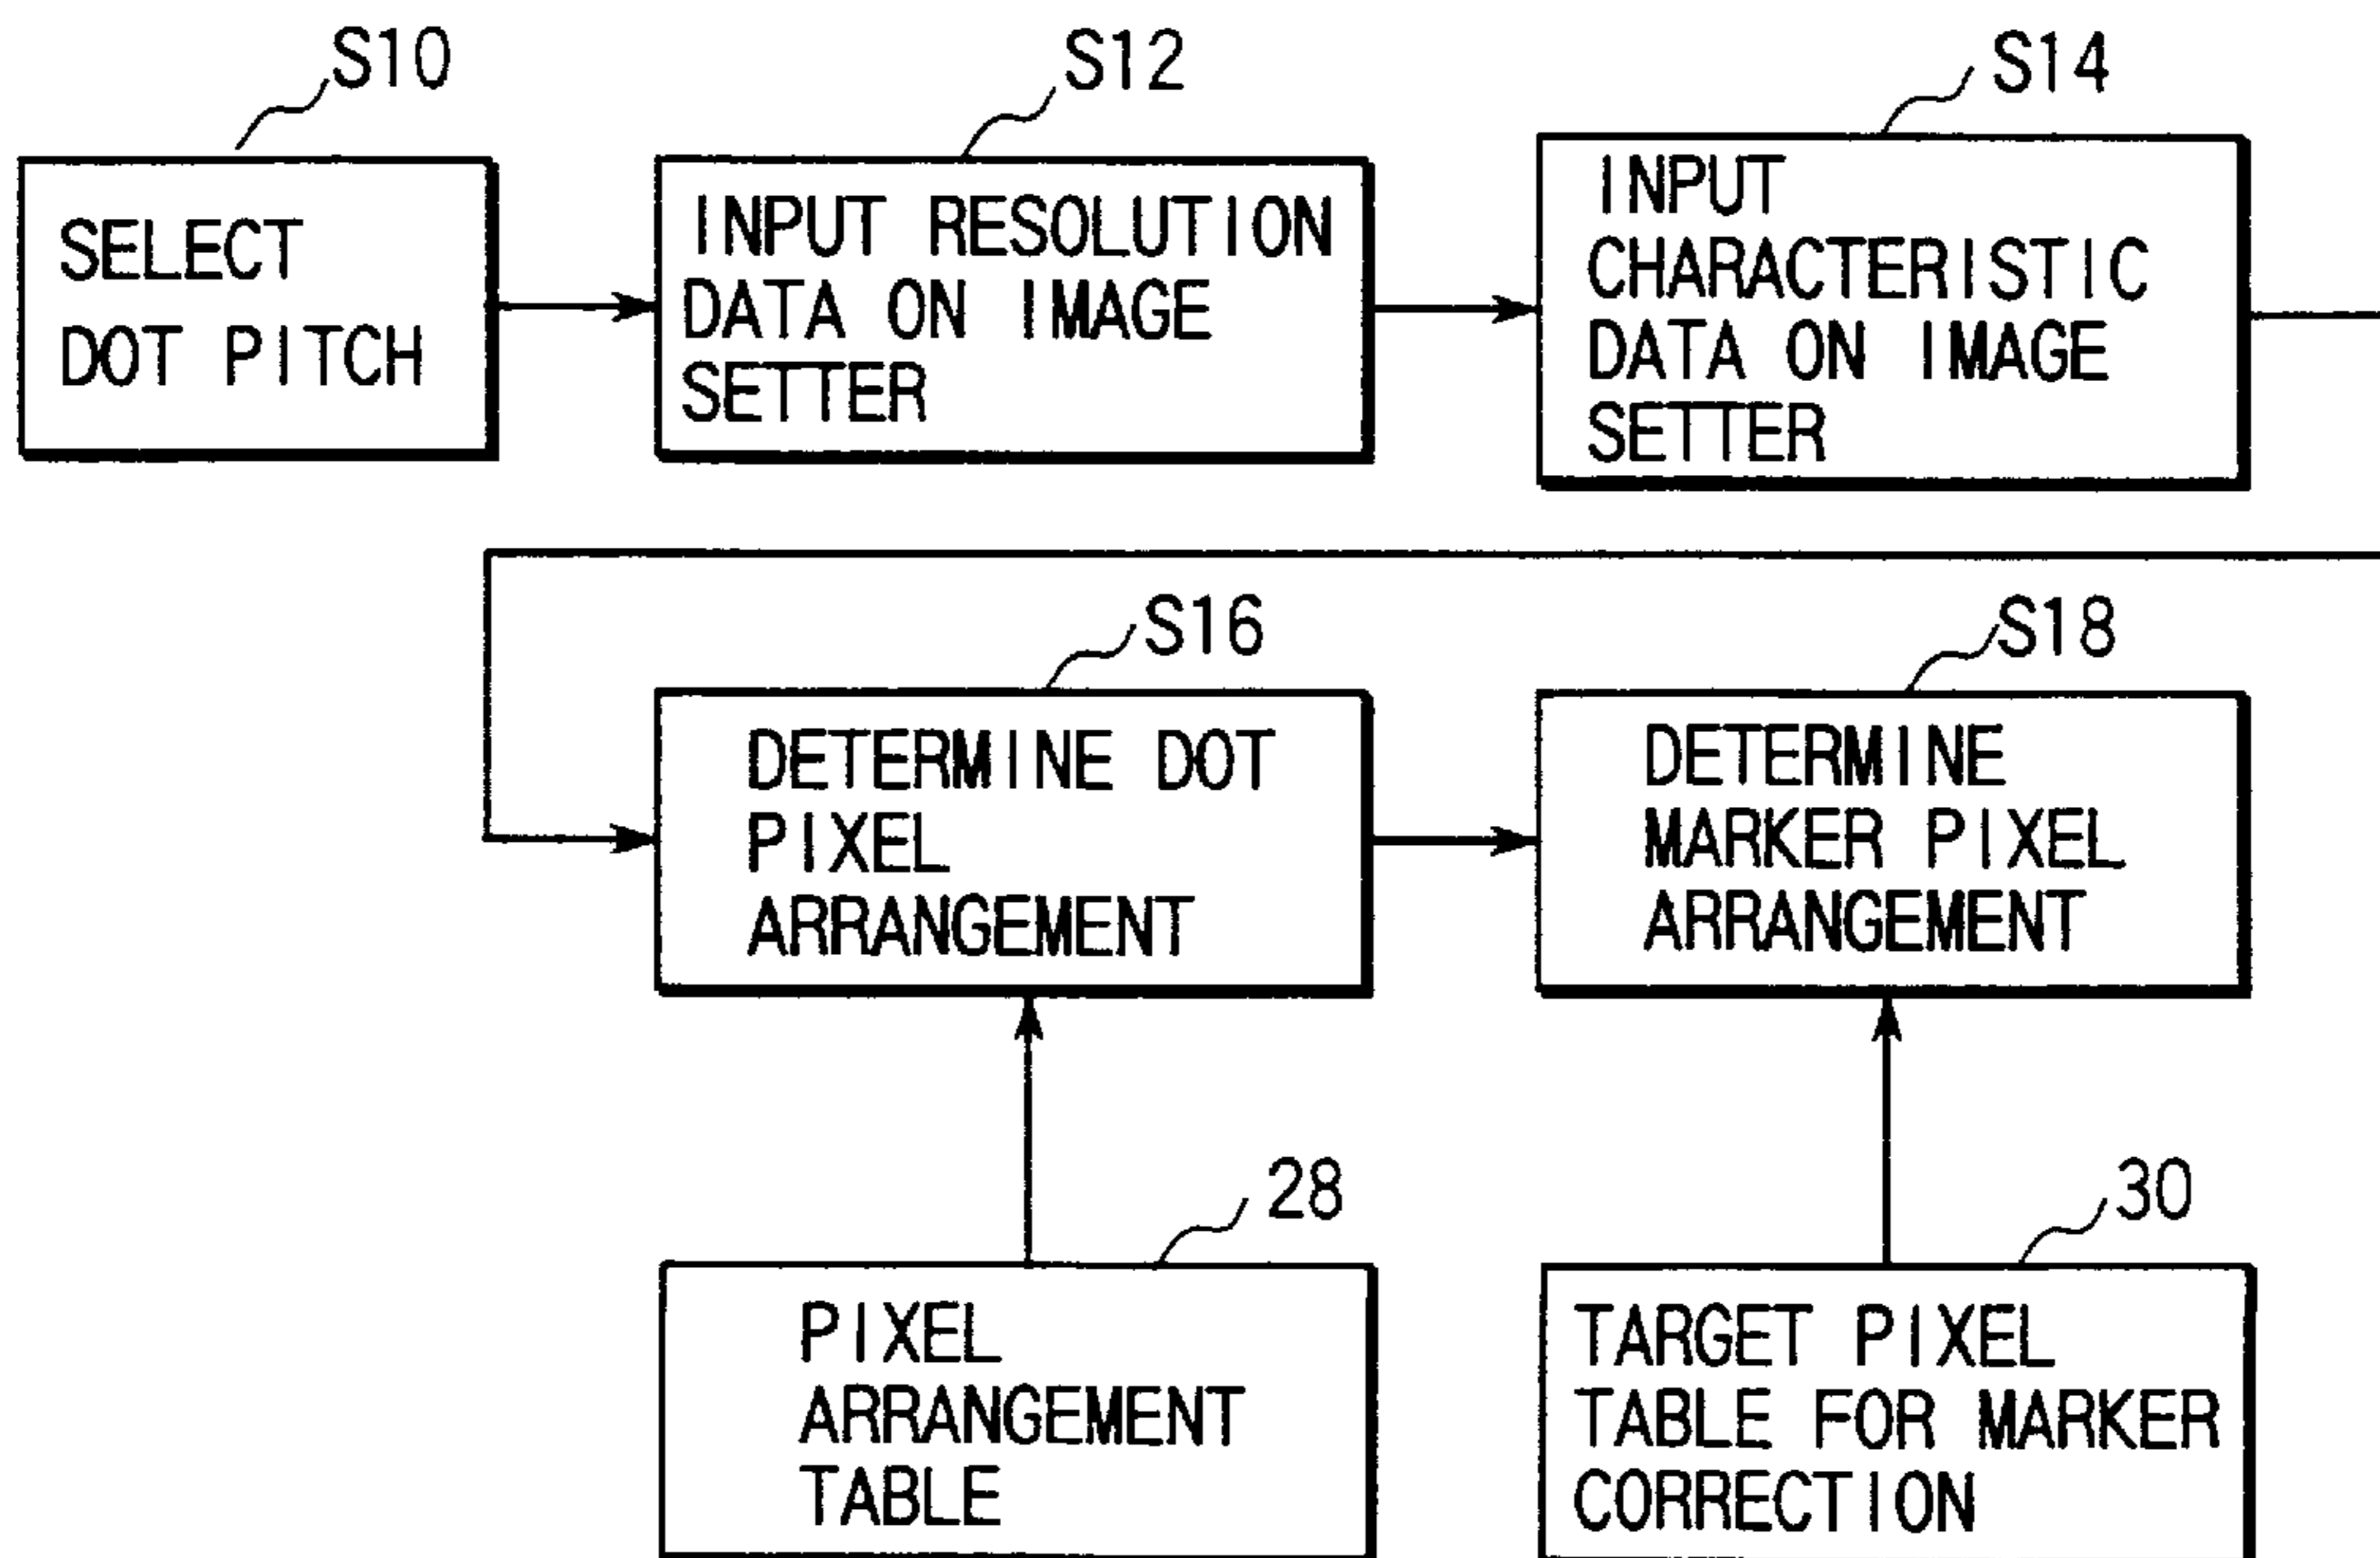 S10
SELECT
DOT PITCH
S12
INPUT RESOLUTION
DATA ON IMAGE
SETTER
S14
INPUT
CHARACTERISTIC
DATA ON IMAGE
SETTER
S16
DETERMINE DOT
PIXEL
ARRANGEMENT
S18
DETERMINE
MARKER PIXEL
ARRANGEMENT
28
PIXEL
ARRANGEMENT
TABLE
30
TARGET PIXEL
TABLE FOR MARKER
CORRECTION